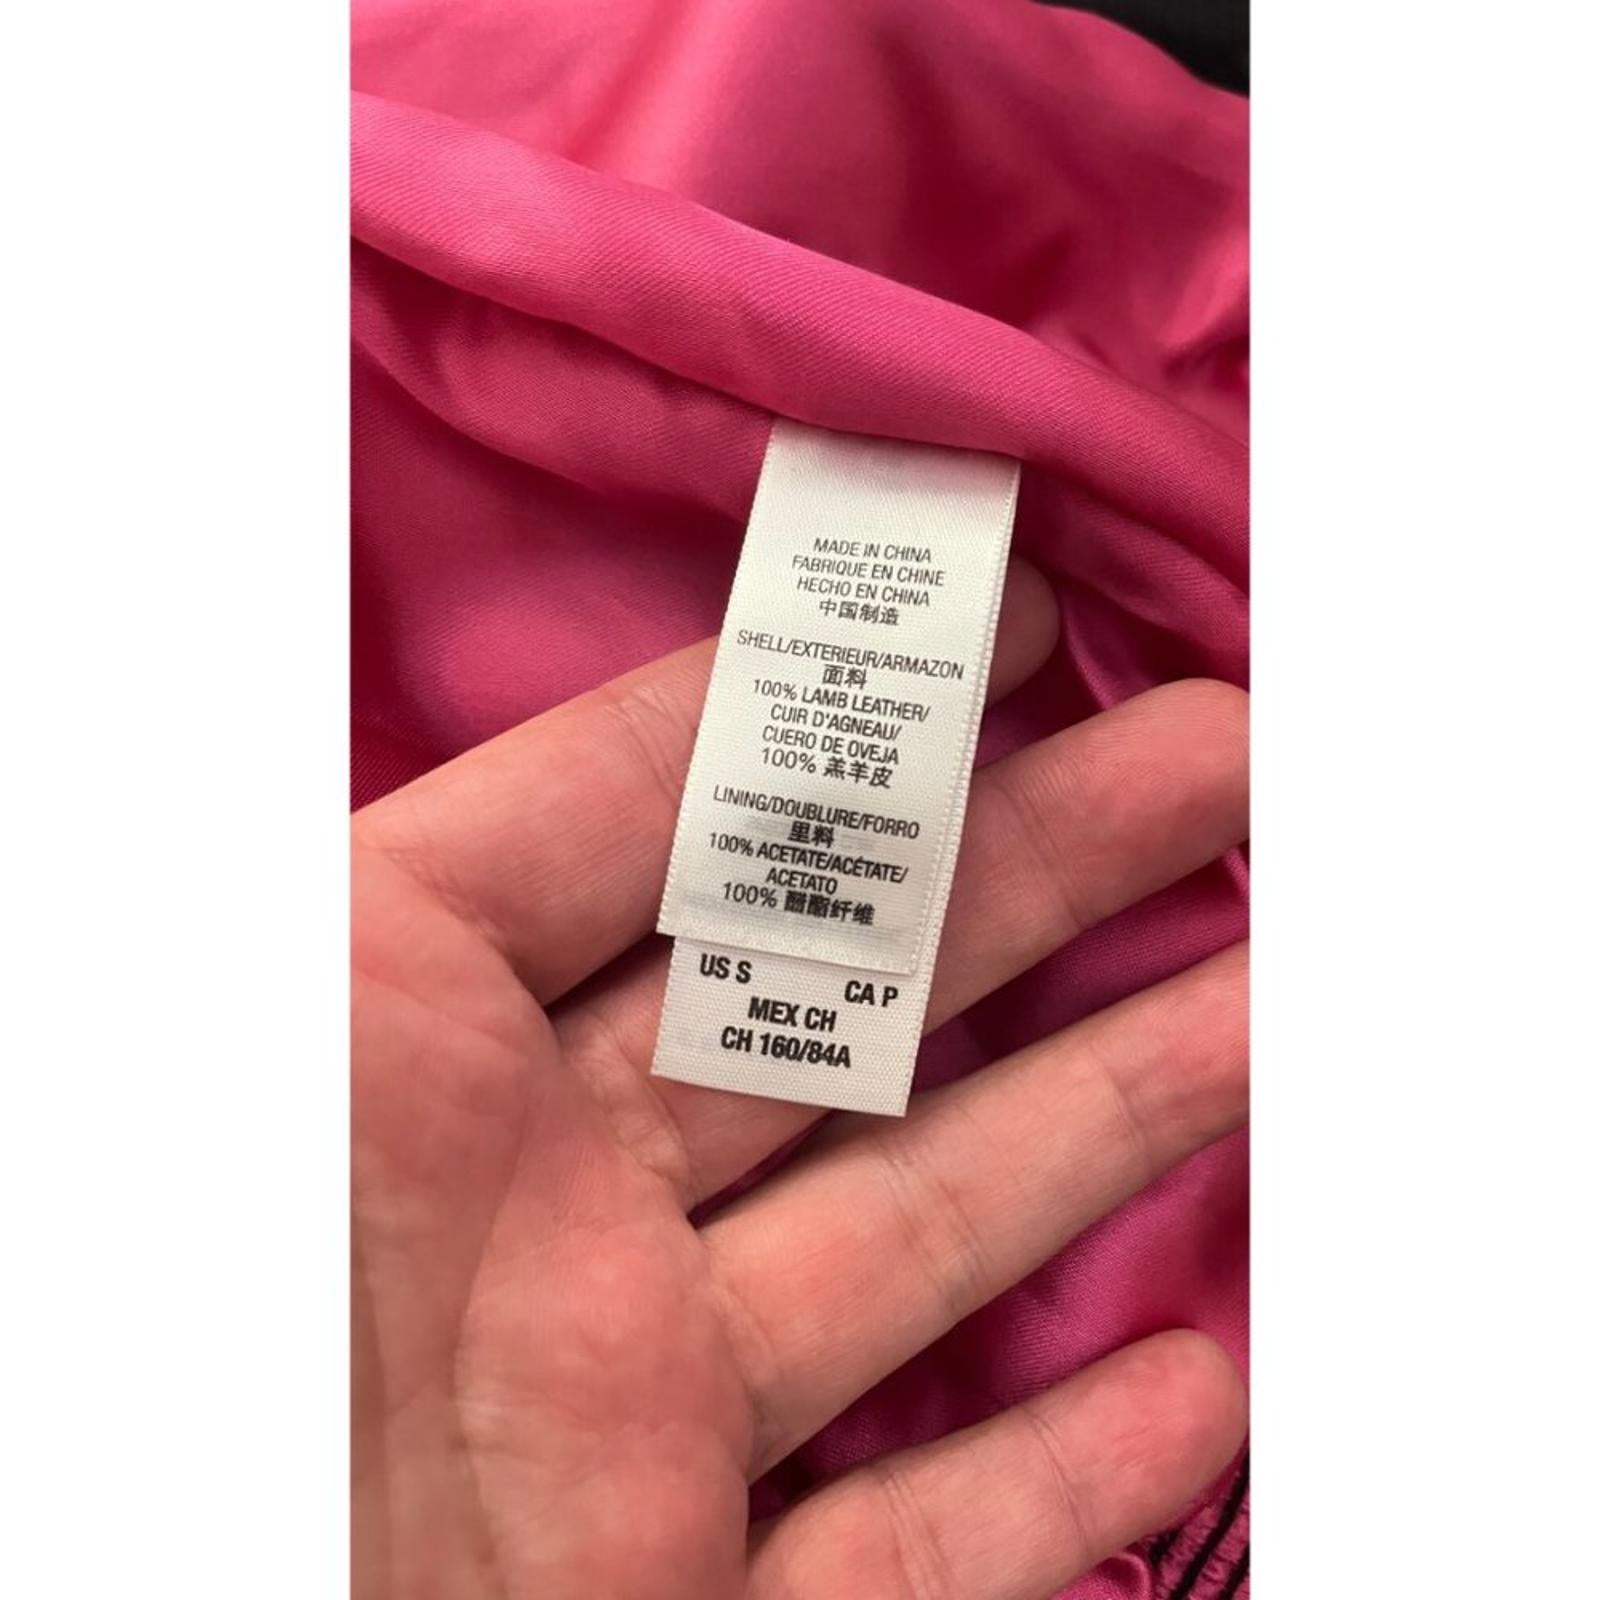 MADE IN CHINA
FABRIQUE EN CHINE
HECHO EN CHINA
中国制造
SHELL/EXTERIEUR/ARMAZON
面料
100% LAMB LEATHER/
CUIR D'AGNEAU/
CUERO DE OVEJA
100% 羔羊皮
LINING/DOUBLURE/FORRO
里料
100% ACETATE/ACÉTATE/
ACETATO
100% 醋酯纤维
US S CA P
MEX CH
CH 160/84A